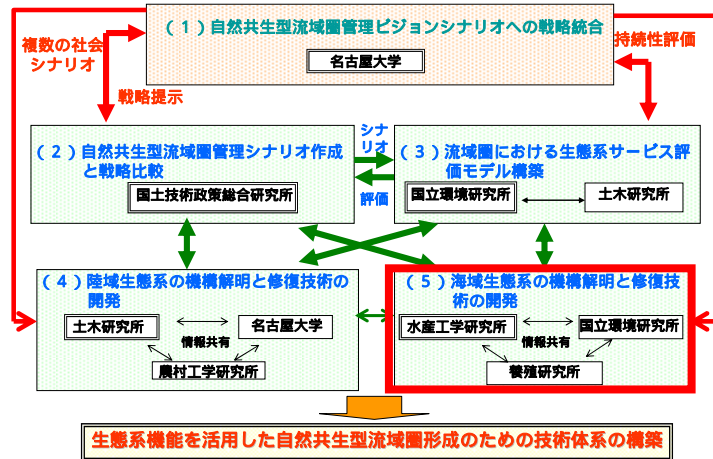 （１）自然共生型流域圏管理ビジョンシナリオへの戦略統合
名古屋大学
複数の社会
シナリオ
戦略提示
持続性評価
（２）自然共生型流域圏管理シナリオ作成
と戦略比較
国土技術政策総合研究所
シナ
リオ
評価
（３）流域圏における生態系サービス評
価モデル構築
国立環境研究所
土木研究所
（４）陸域生態系の機構解明と修復技術の
開発
土木研究所
名古屋大学
情報共有
農村工学研究所
（５）海域生態系の機構解明と修復技
術の開発
水産工学研究所
国立環境研究所
情報共有
養殖研究所
生態系機能を活用した自然共生型流域圏形成のための技術体系の構築